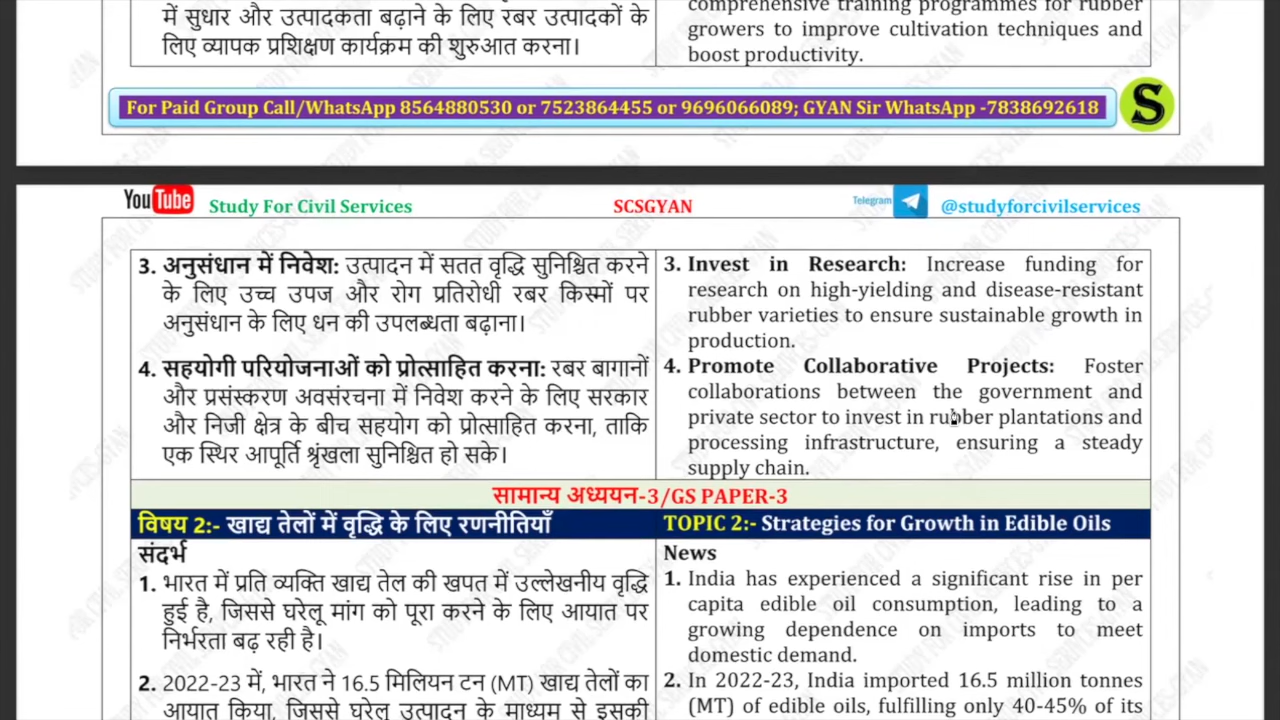 में सुधार और उत्पादकता बढ़ाने के लिए रबर उत्पादकों के
लिए व्यापक प्रशिक्षण कार्यक्रम की शुरुआत करना।
comprehensive training programmes for rubber
growers to improve cultivation techniques and
boost productivity.
For Paid Group Call/WhatsApp 8564880530 or 7523864455 or 9696066089; GYAN Sir WhatsApp -7838692618
S
YouTube Study For Civil Services SCSGYAN Telegram @studyforcivilservices
3. अनुसंधान में निवेश: उत्पादन में सतत वृद्धि सुनिश्चित करने
के लिए उच्च उपज और रोग प्रतिरोधी रबर किस्मों पर
अनुसंधान के लिए धन की उपलब्धता बढ़ाना।
4. सहयोगी परियोजनाओं को प्रोत्साहित करना: रबर बागानों
और प्रसंस्करण अवसंरचना में निवेश करने के लिए सरकार
और निजी क्षेत्र के बीच सहयोग को प्रोत्साहित करना, ताकि
एक स्थिर आपूर्ति श्रृंखला सुनिश्चित हो सके।
3. Invest in Research: Increase funding for
research on high-yielding and disease-resistant
rubber varieties to ensure sustainable growth in
production.
4. Promote Collaborative Projects: Foster
collaborations between the government and
private sector to invest in rubber plantations and
processing infrastructure, ensuring a steady
supply chain.
सामान्य अध्ययन-3/GS PAPER-3
विषय 2:- खाद्य तेलों में वृद्धि के लिए रणनीतियाँ
TOPIC 2:- Strategies for Growth in Edible Oils
संदर्भ
1. भारत में प्रति व्यक्ति खाद्य तेल की खपत में उल्लेखनीय वृद्धि
हुई है, जिससे घरेलू मांग को पूरा करने के लिए आयात पर
निर्भरता बढ़ रही है।
2. 2022-23 में, भारत ने 16.5 मिलियन टन (MT) खाद्य तेलों का
आयात किया, जिससे घरेलू उत्पादन के माध्यम से इसकी
News
1. India has experienced a significant rise in per
capita edible oil consumption, leading to a
growing dependence on imports to meet
domestic demand.
2. In 2022-23, India imported 16.5 million tonnes
(MT) of edible oils, fulfilling only 40-45% of its